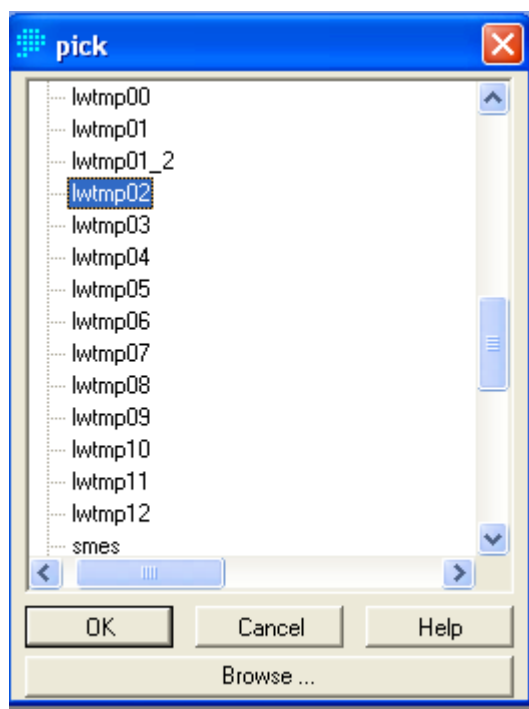 pick
lwtmp00
lwtmp01
lwtmp01_2
lwtmp02
lwtmp03
lwtmp04
lwtmp05
lwtmp06
lwtmp07
lwtmp08
lwtmp09
lwtmp10
lwtmp11
lwtmp12
smes
OK Cancel Help
Browse ...